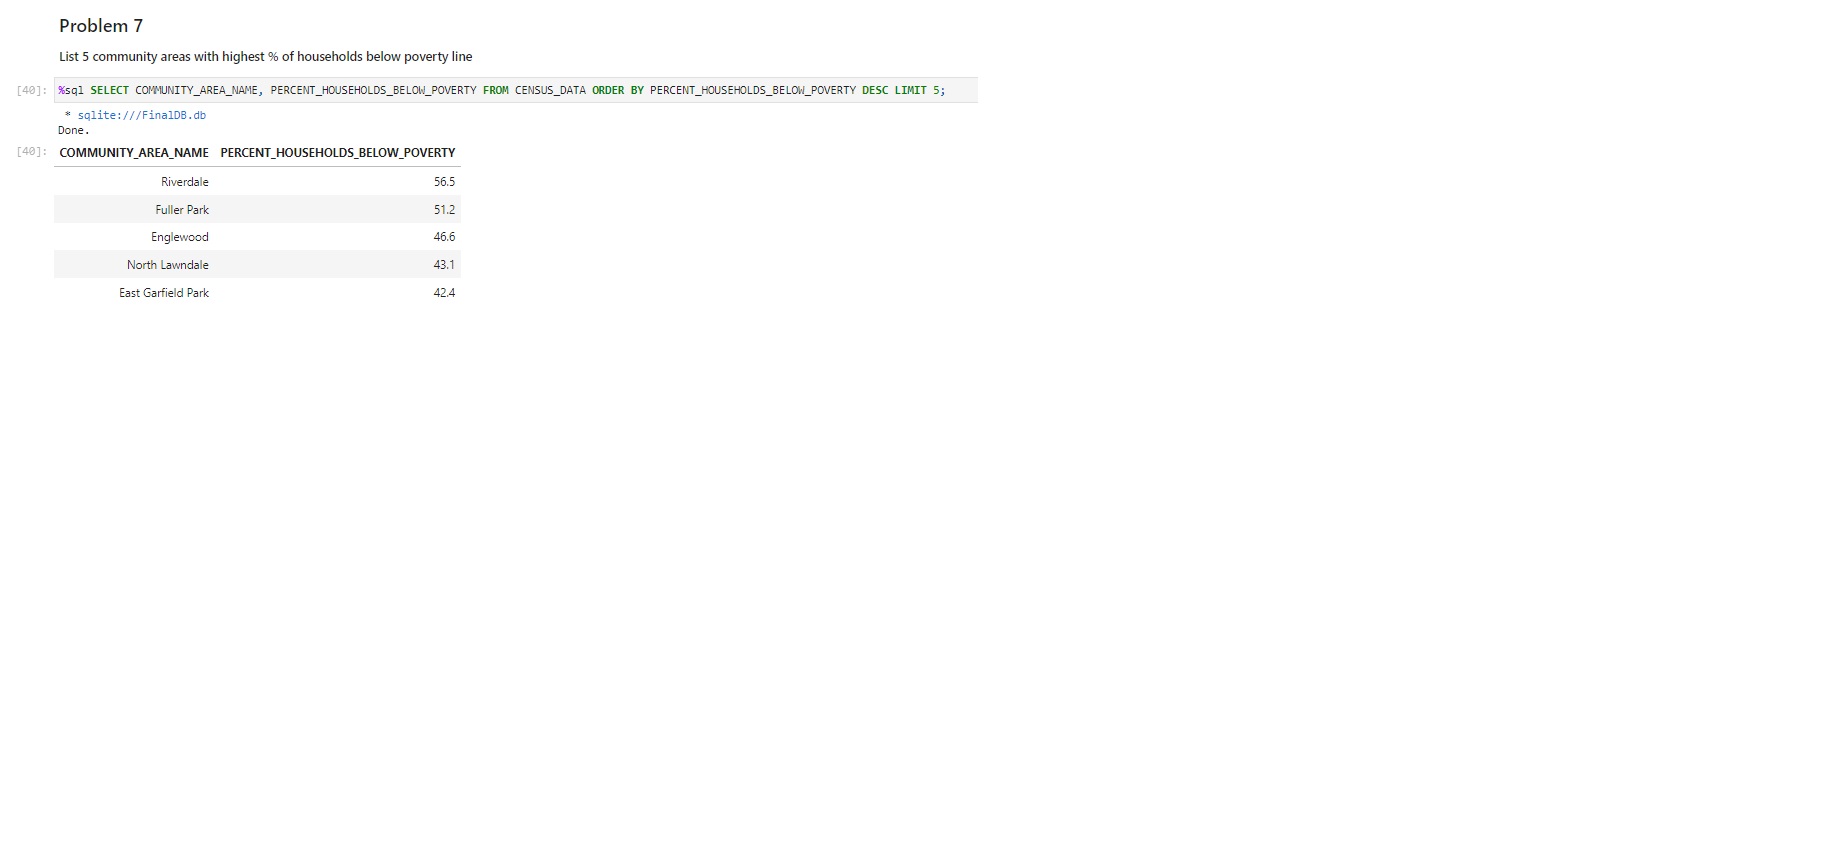 Problem 7
List 5 community areas with highest % of households below poverty line
[40]: %sql SELECT COMMUNITY_AREA_NAME, PERCENT_HOUSEHOLDS_BELOW_POVERTY FROM CENSUS_DATA ORDER BY PERCENT_HOUSEHOLDS_BELOW_POVERTY DESC LIMIT 5;
* sqlite:///FinalDB.db
Done.
[40]: COMMUNITY_AREA_NAME PERCENT_HOUSEHOLDS_BELOW_POVERTY
Riverdale 56.5
Fuller Park 51.2
Englewood 46.6
North Lawndale 43.1
East Garfield Park 42.4